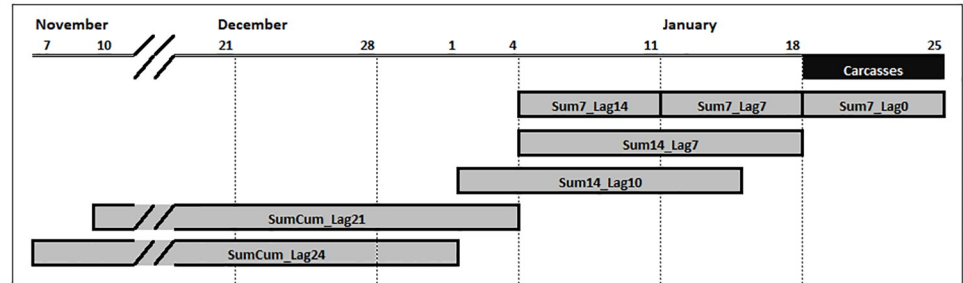 November December January
7 10 21 28 1 4 11 18 25
Carcasses
Sum7_Lag14 Sum7_Lag7 Sum7_Lag0
Sum14_Lag7
Sum14_Lag10
SumCum_Lag21
SumCum_Lag24